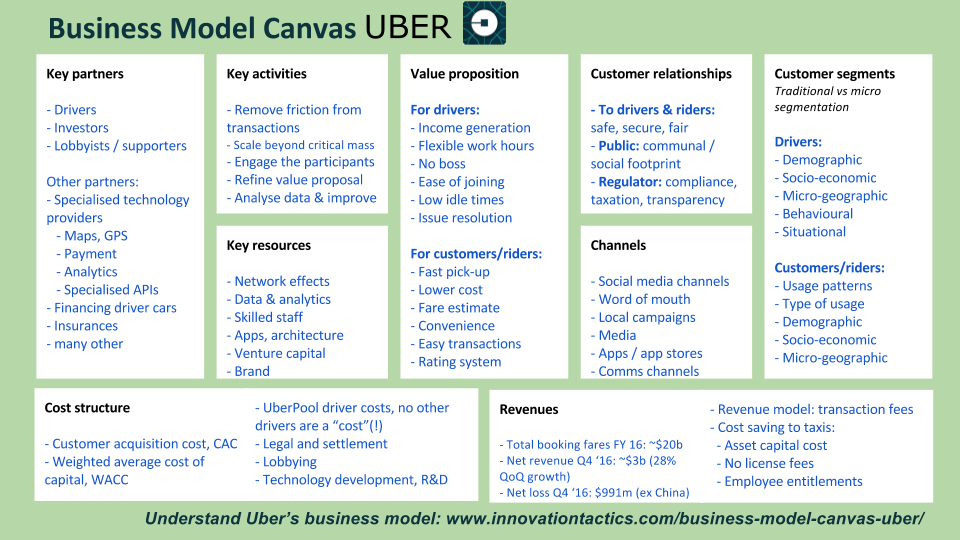 Business Model Canvas UBER
Key partners
- Drivers
- Investors
- Lobbyists / supporters
Other partners:
- Specialised technology
providers
- Maps, GPS
- Payment
- Analytics
- Specialised APIs
- Financing driver cars
- Insurances
- many other
Key activities
- Remove friction from
transactions
- Scale beyond critical mass
- Engage the participants
- Refine value proposal
- Analyse data & improve
Key resources
- Network effects
- Data & analytics
- Skilled staff
- Apps, architecture
- Venture capital
- Brand
Value proposition
For drivers:
- Income generation
- Flexible work hours
- No boss
- Ease of joining
- Low idle times
- Issue resolution
For customers/riders:
- Fast pick-up
- Lower cost
- Fare estimate
- Convenience
- Easy transactions
- Rating system
Customer relationships
- To drivers & riders:
safe, secure, fair
- Public: communal /
social footprint
- Regulator: compliance,
taxation, transparency
Channels
- Social media channels
- Word of mouth
- Local campaigns
- Media
- Apps / app stores
- Comms channels
Customer segments
Traditional vs micro
segmentation
Drivers:
- Demographic
- Socio-economic
- Micro-geographic
- Behavioural
- Situational
Customers/riders:
- Usage patterns
- Type of usage
- Demographic
- Socio-economic
- Micro-geographic
Cost structure
- Customer acquisition cost, CAC
- Weighted average cost of
capital, WACC
- UberPool driver costs, no other
drivers are a “cost”(!)
- Legal and settlement
- Lobbying
- Technology development, R&D
Revenues
- Total booking fares FY 16: ~$20b
- Net revenue Q4 ‘16: ~$3b (28%
QoQ growth)
- Net loss Q4 ‘16: $991m (ex China)
- Revenue model: transaction fees
- Cost saving to taxis:
- Asset capital cost
- No license fees
- Employee entitlements
Understand Uber’s business model: www.innovationtactics.com/business-model-canvas-uber/